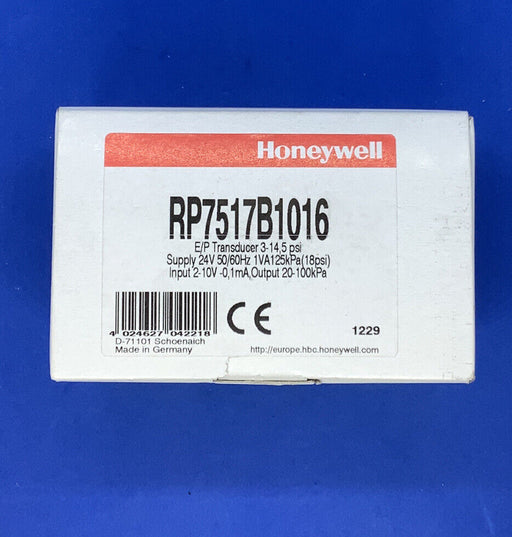 Honeywell
RP7517B1016
E/P Transducer 3-14,5 psi
Supply 24V 50/60Hz 1VA125kPa(18psi)
Input 2-10V -0,1mA,Output 20-100kPa
4 024627 042218
CE
1229
D-71101 Schoenaich
Made in Germany
http://europe.hbc.honeywell.com